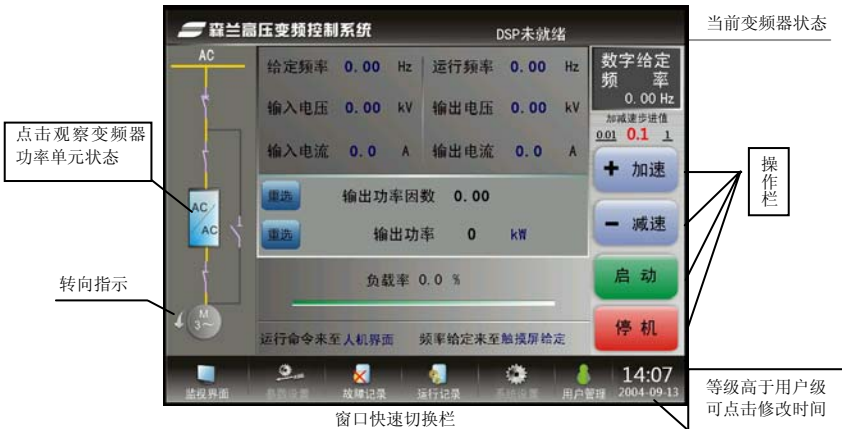 森兰高压变频控制系统 DSP未就绪
当前变频器状态
AC
给定频率 0.00 Hz 运行频率 0.00 Hz
输入电压 0.00 kV 输出电压 0.00 kV
输入电流 0.0 A 输出电流 0.0 A
数字给定
频 率
0.00 Hz
加减速步进值
0.01 0.1 1
点击观察变频器
功率单元状态
AC
AC
重选 输出功率因数 0.00
重选 输出功率 0 kW
+ 加速
- 减速
启 动
停 机
操
作
栏
转向指示
M
3~
负载率 0.0 %
运行命令来至人机界面 频率给定来至触摸屏给定
监视界面 参数设置 故障记录 运行记录 系统设置 用户管理
14:07
2004-09-13
等级高于用户级
可点击修改时间
窗口快速切换栏